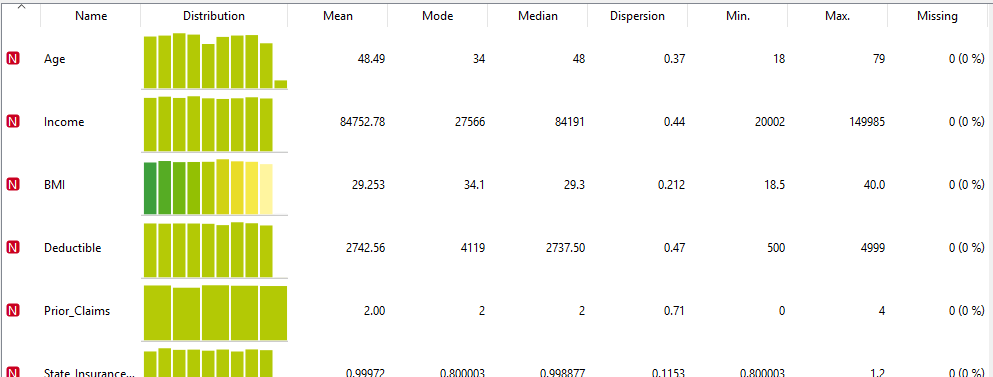 Name Distribution Mean Mode Median Dispersion Min. Max. Missing
N Age 48.49 34 48 0.37 18 79 0 (0 %)
N Income 84752.78 27566 84191 0.44 20002 149985 0 (0 %)
N BMI 29.253 34.1 29.3 0.212 18.5 40.0 0 (0 %)
N Deductible 2742.56 4119 2737.50 0.47 500 4999 0 (0 %)
N Prior_Claims 2.00 2 2 0.71 0 4 0 (0 %)
N State_Insurance... 0.99972 0.800003 0.998877 0.1153 0.800003 1.2 0 (0 %)